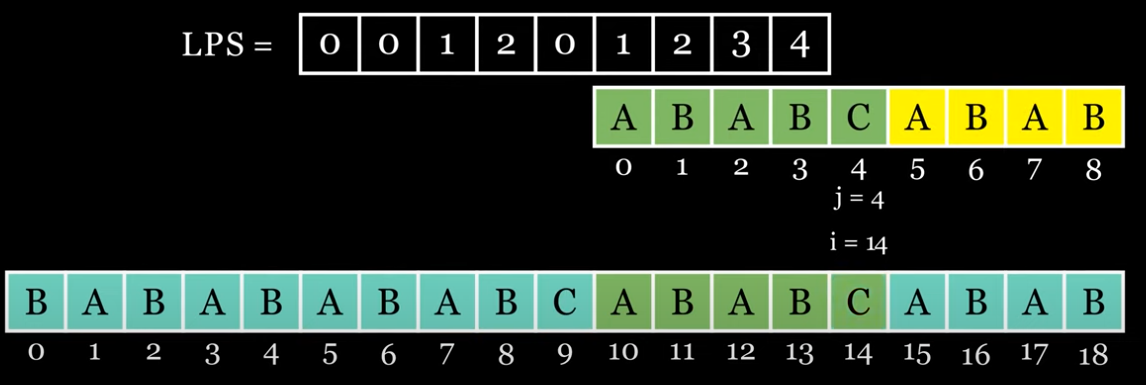 LPS = 0 0 1 2 0 1 2 3 4
A B A B C A B A B
0 1 2 3 4 5 6 7 8
j = 4
i = 14
B A B A B A B A B C A B A B C A B A B
0 1 2 3 4 5 6 7 8 9 10 11 12 13 14 15 16 17 18